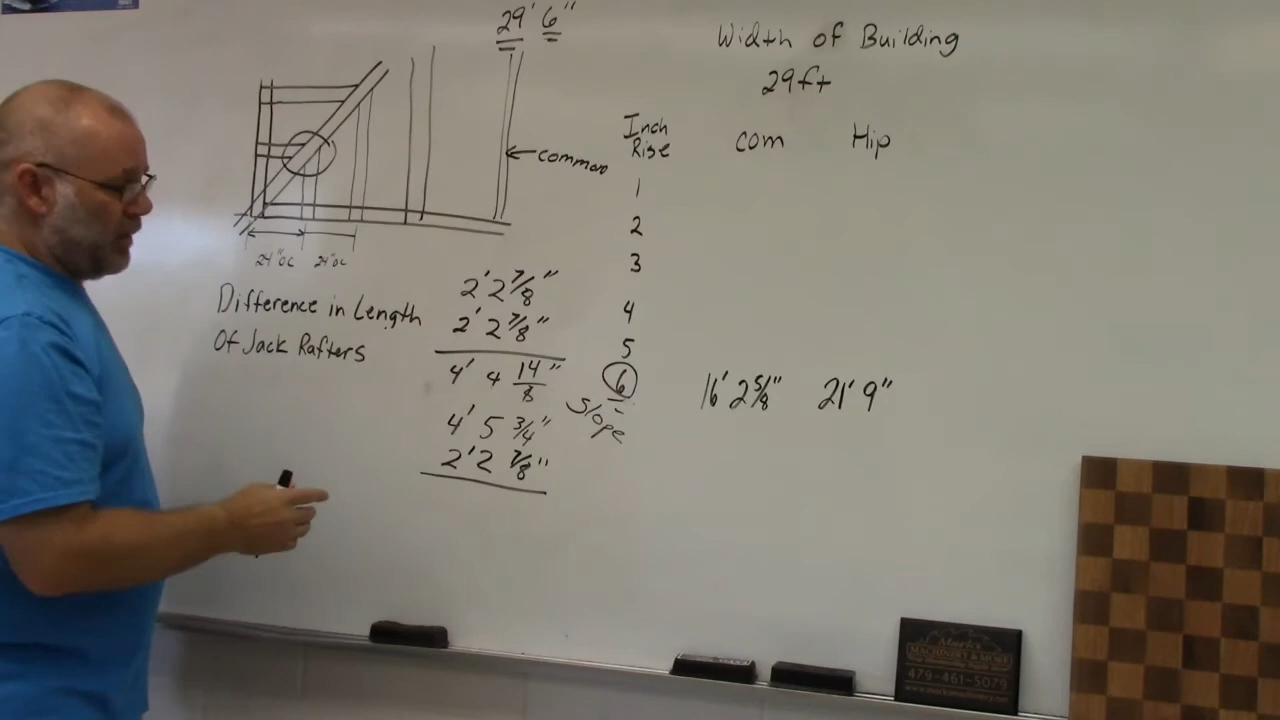 29' 6"
Width of Building
29ft
Inch
Rise com Hip
common
1
2
3
4
5
6 16' 2 5/8" 21' 9"
Slope
24" OC 24" OC
Difference in Length
Of Jack Rafters
2' 2 7/8"
2' 2 7/8"
4' 4 14/8"
4' 5 3/4"
2' 2 7/8"
MACHINERY & MORE
479-461-5079